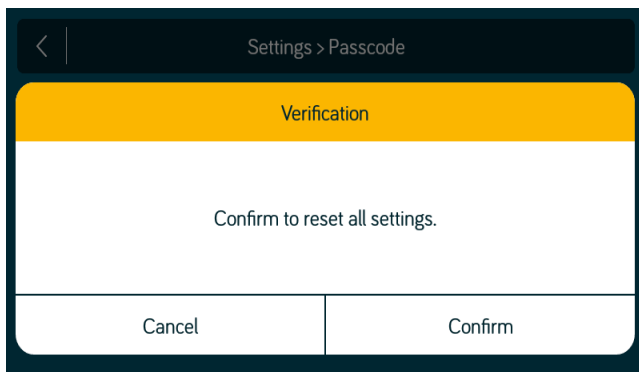 Settings > Passcode
Verification
Confirm to reset all settings.
Cancel
Confirm